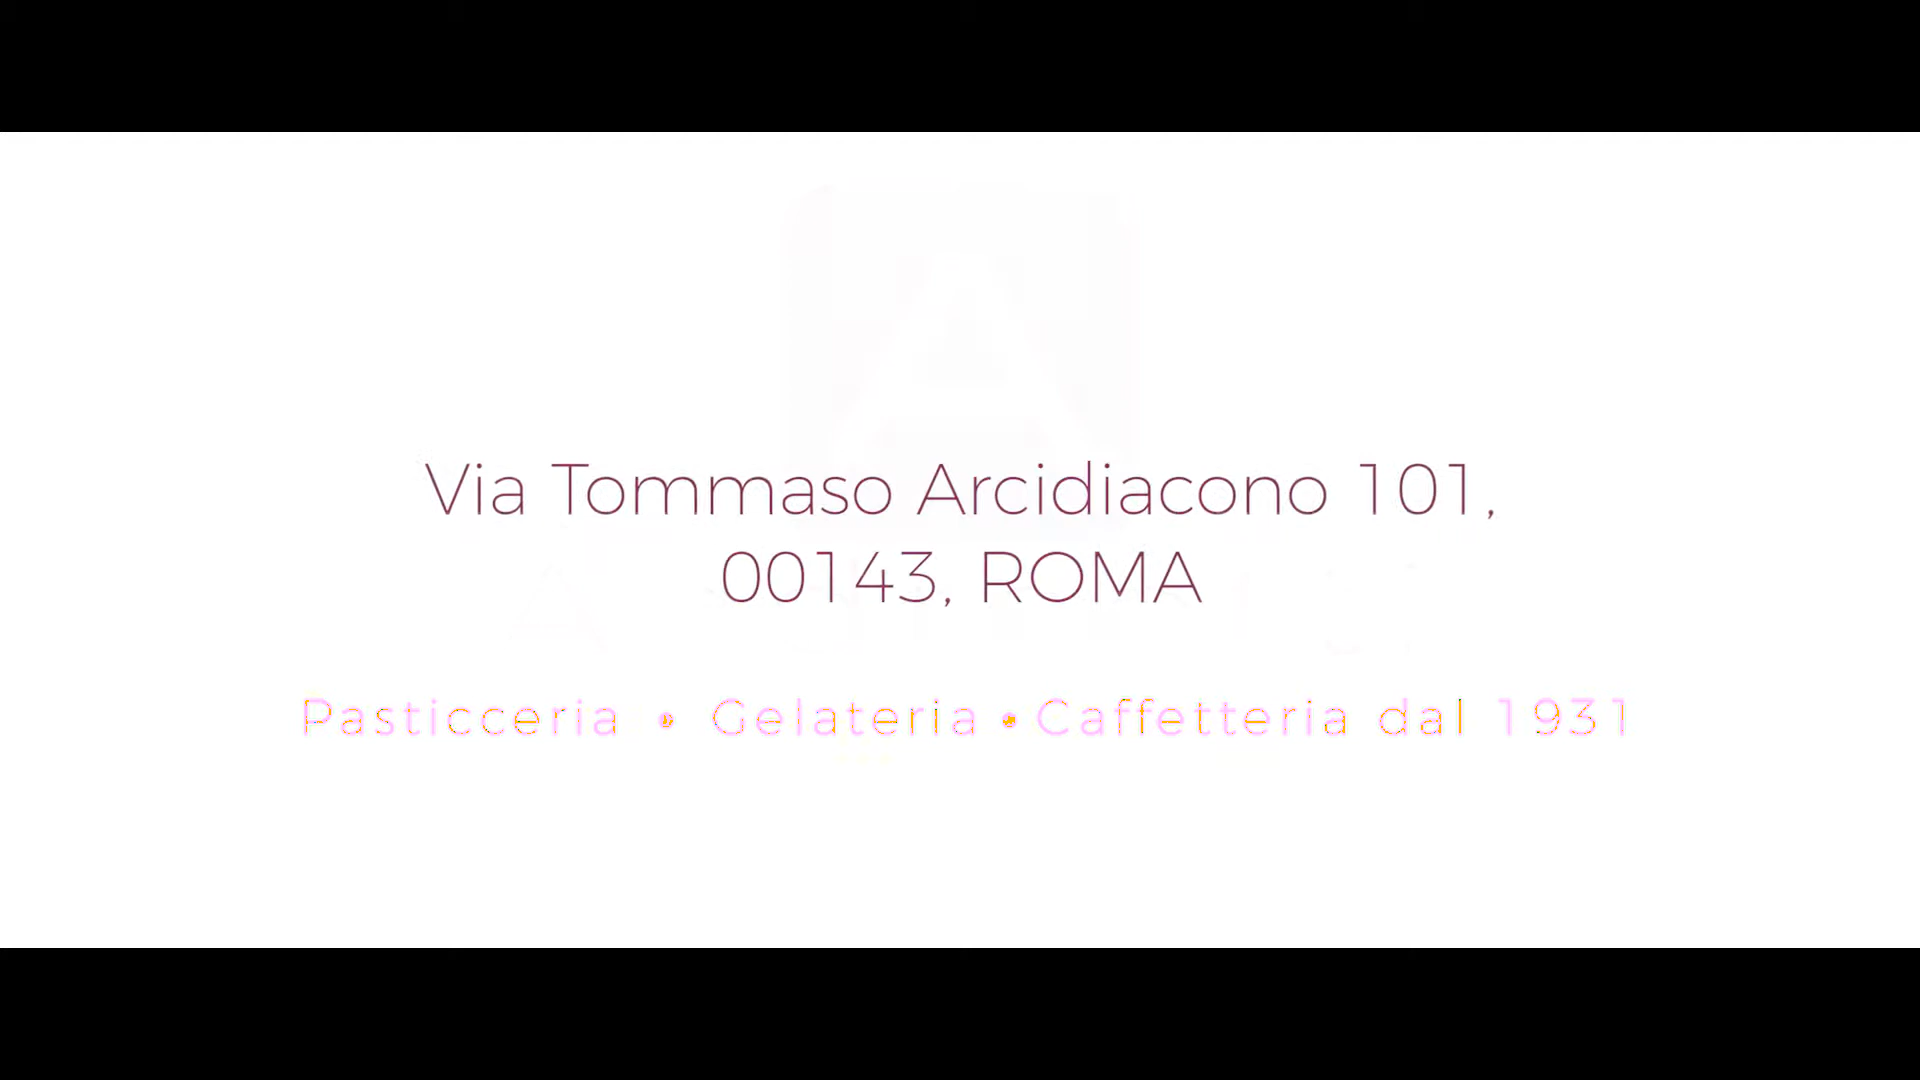 Via Tommaso Arcidiacono 101,
00143, ROMA
Pasticceria • Gelateria • Caffetteria dal 1931